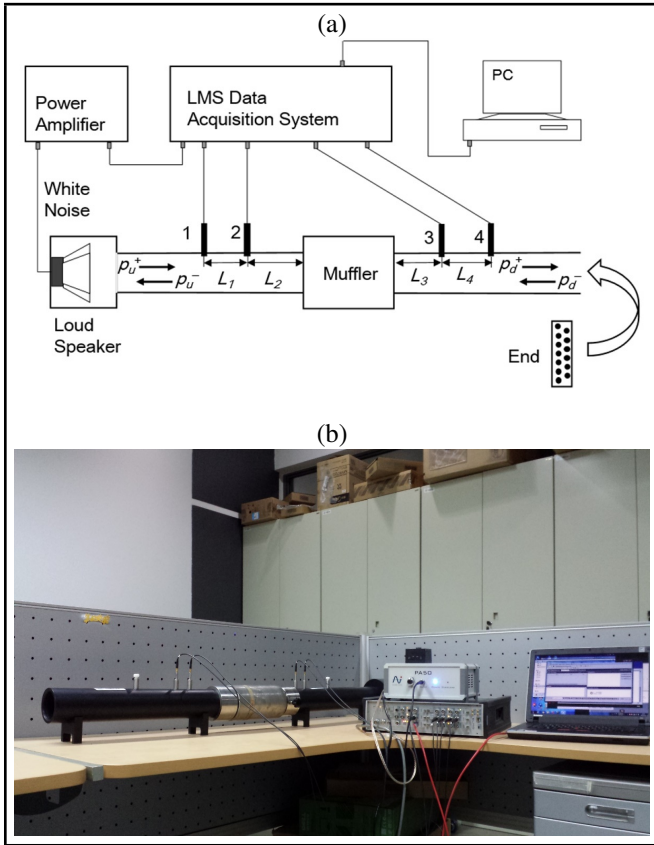 (a)
Power
Amplifier
LMS Data
Acquisition System
PC
White
Noise
1
2
3
4
pu+
pu−
L1
L2
Muffler
L3
L4
pd+
pd−
Loud
Speaker
End
(b)
PA50